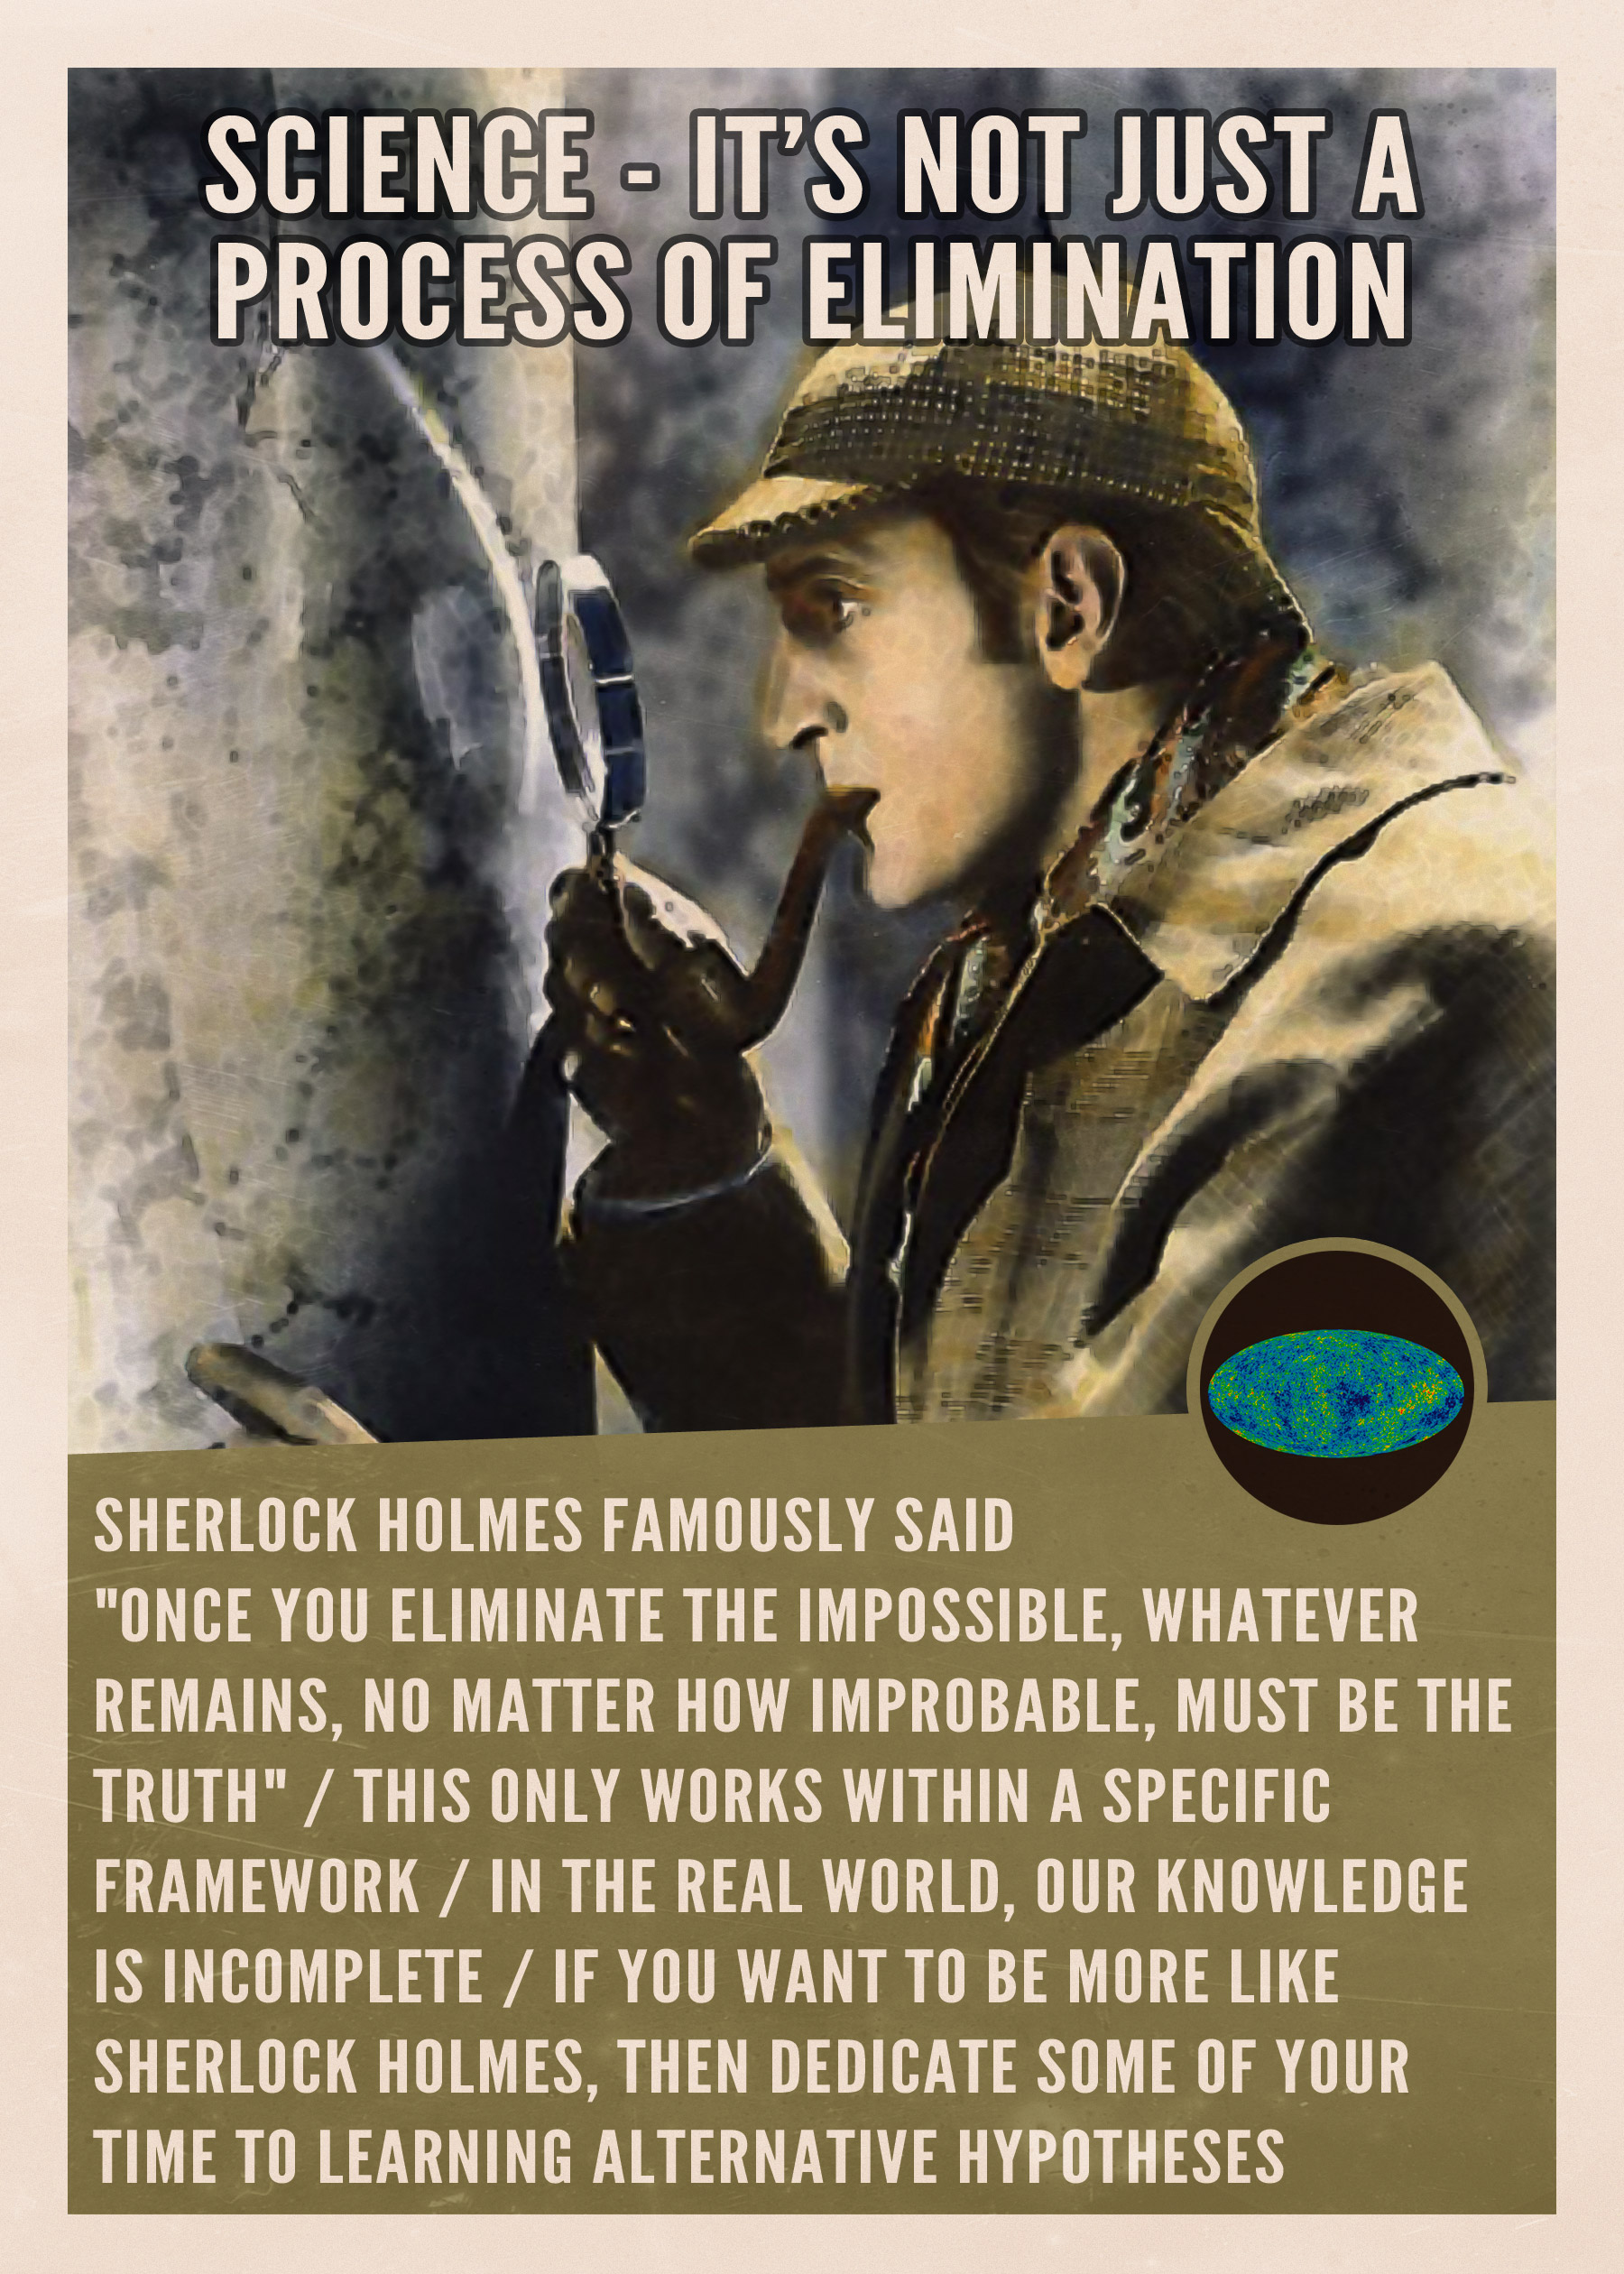 SCIENCE - IT’S NOT JUST A
PROCESS OF ELIMINATION
SHERLOCK HOLMES FAMOUSLY SAID
"ONCE YOU ELIMINATE THE IMPOSSIBLE, WHATEVER
REMAINS, NO MATTER HOW IMPROBABLE, MUST BE THE
TRUTH" / THIS ONLY WORKS WITHIN A SPECIFIC
FRAMEWORK / IN THE REAL WORLD, OUR KNOWLEDGE
IS INCOMPLETE / IF YOU WANT TO BE MORE LIKE
SHERLOCK HOLMES, THEN DEDICATE SOME OF YOUR
TIME TO LEARNING ALTERNATIVE HYPOTHESES